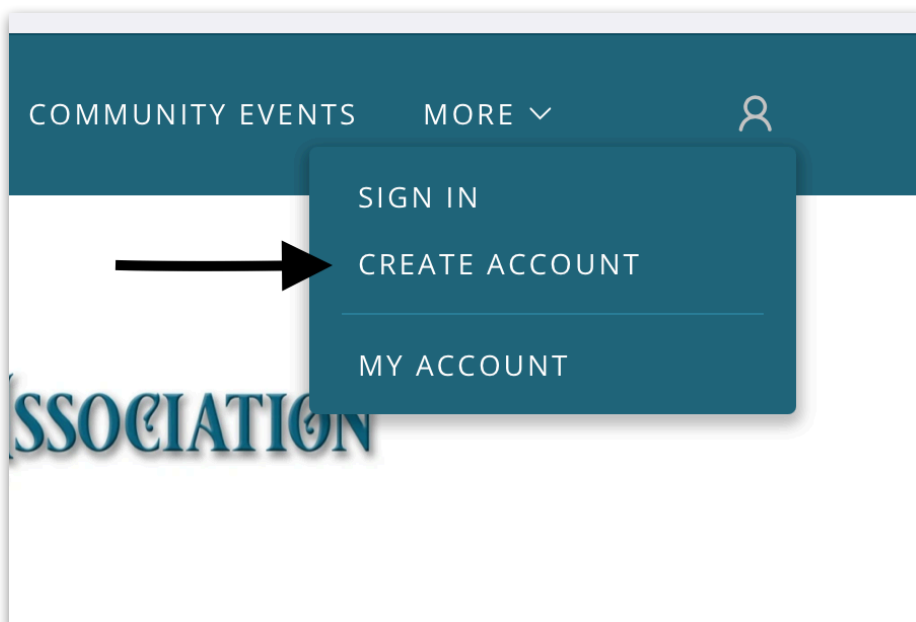 COMMUNITY EVENTS MORE
SIGN IN
CREATE ACCOUNT
MY ACCOUNT
SSOCIATION